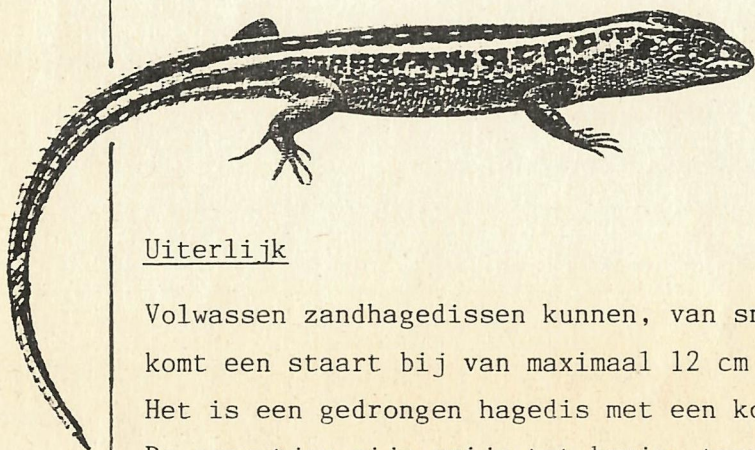 Uiterlijk
Volwassen zandhagedissen kunnen, van
komt een staart bij van maximaal 12 cm
Het is een gedrongen hagedis met een